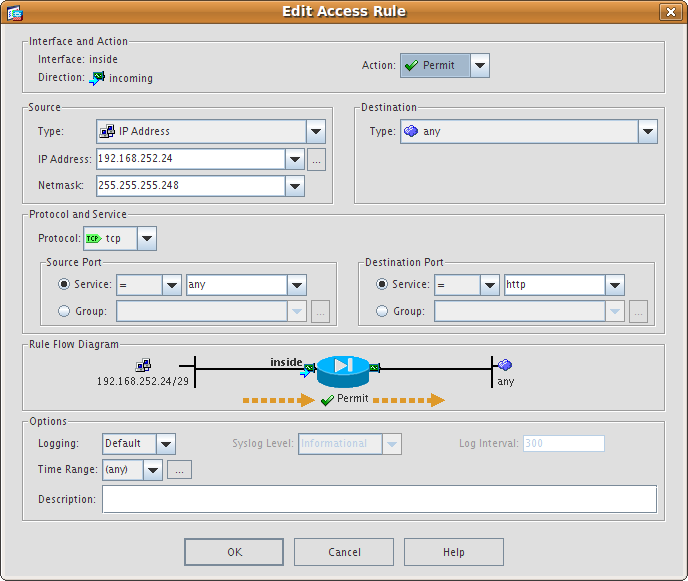 Edit Access Rule
Interface and Action
Interface: inside
Direction: incoming
Action: Permit
Source
Type: IP Address
IP Address: 192.168.252.24 ...
Netmask: 255.255.255.248
Destination
Type: any
Protocol and Service
Protocol: TCP tcp
Source Port
Service: = any
Group: ...
Destination Port
Service: = http
Group: ...
Rule Flow Diagram
inside
192.168.252.24/29
any
Permit
Options
Logging: Default Syslog Level: Informational Log Interval: 300
Time Range: (any) ...
Description:
OK Cancel Help